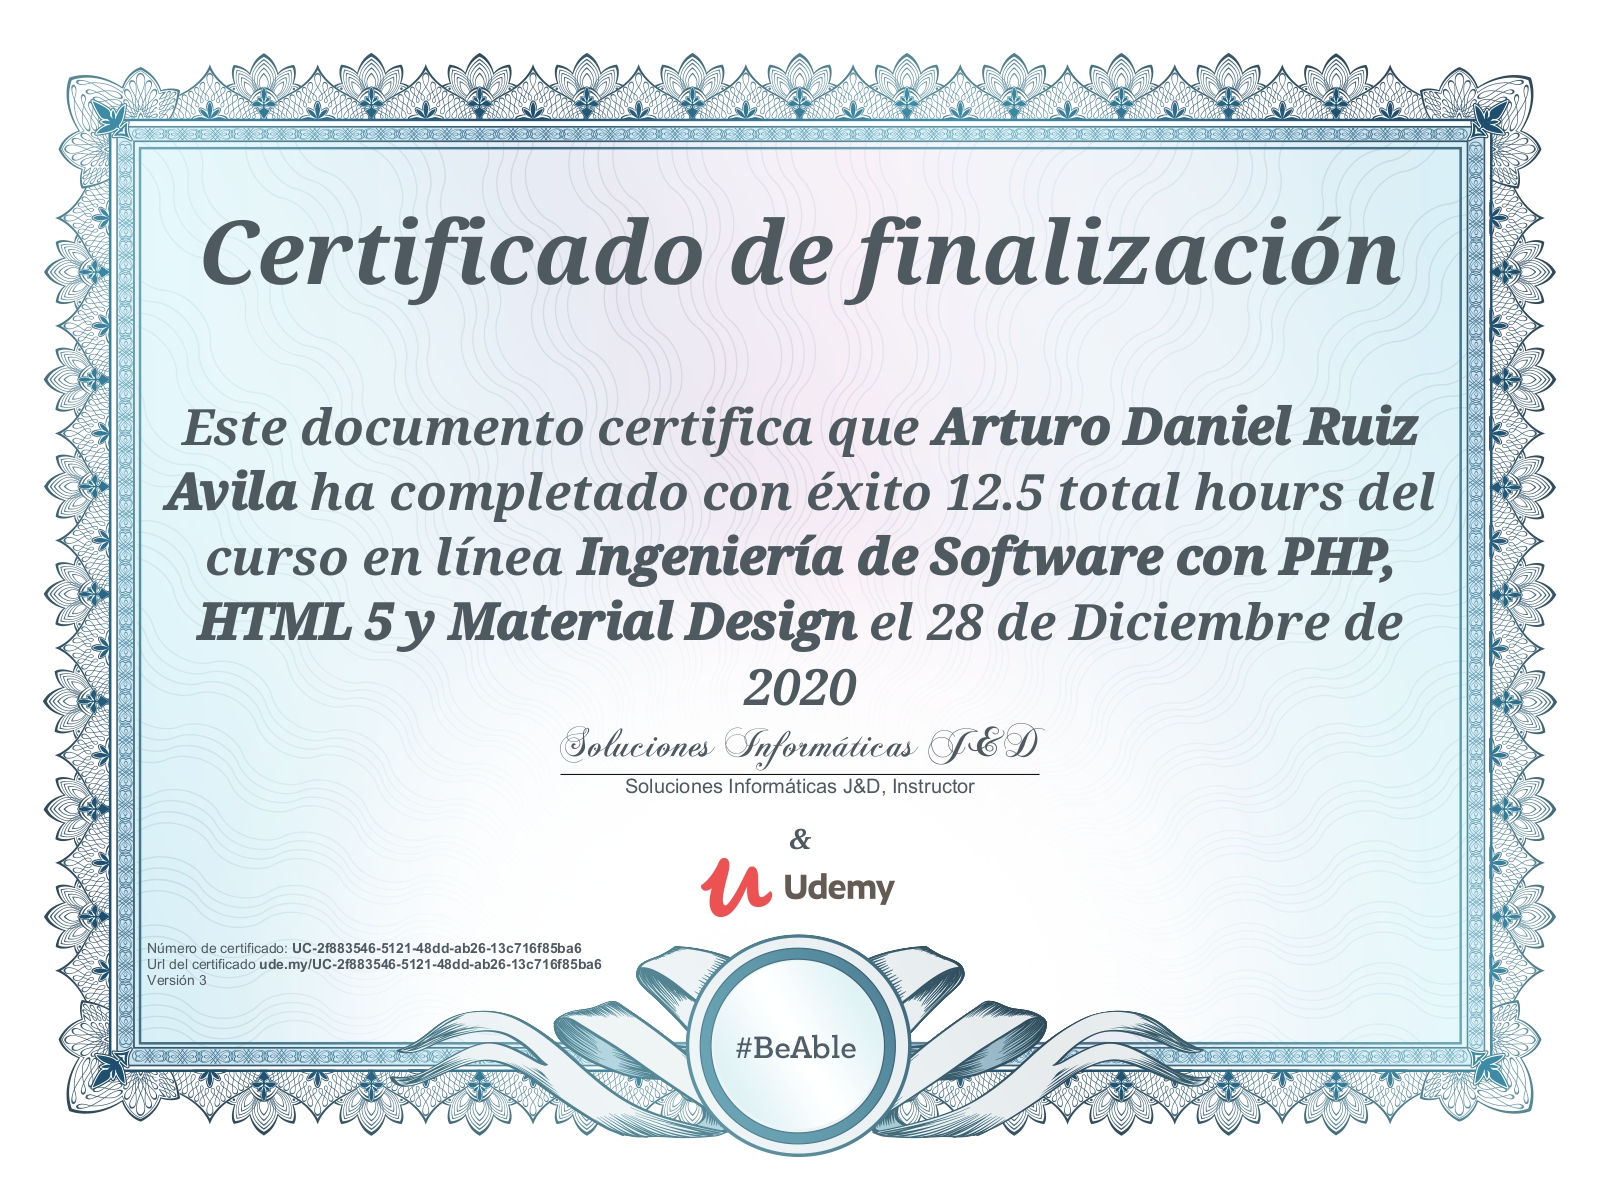 Certificado de finalización
Este documento certifica que Arturo Daniel Ruiz
Avila ha completado con éxito 12.5 total hours del
curso en línea Ingeniería de Software con PHP,
HTML 5 y Material Design el 28 de Diciembre de
2020
Soluciones Informáticas J&D
Soluciones Informáticas J&D, Instructor
&
Udemy
Número de certificado: UC-2f883546-5121-48dd-ab26-13c716f85ba6
Url del certificado ude.my/UC-2f883546-5121-48dd-ab26-13c716f85ba6
Versión 3
#BeAble